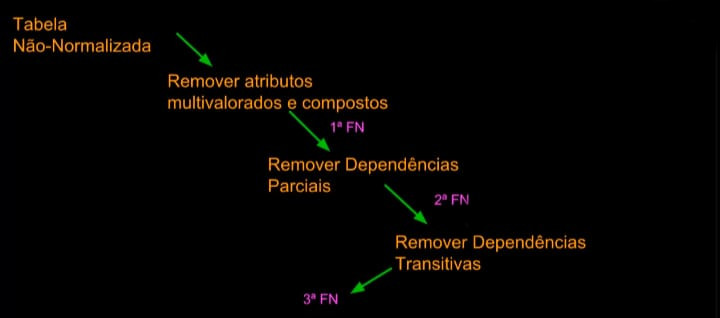 Tabela
Não-Normalizada
Remover atributos
multivalorados e compostos
1ª FN
Remover Dependências
Parciais
2ª FN
Remover Dependências
Transitivas
3ª FN